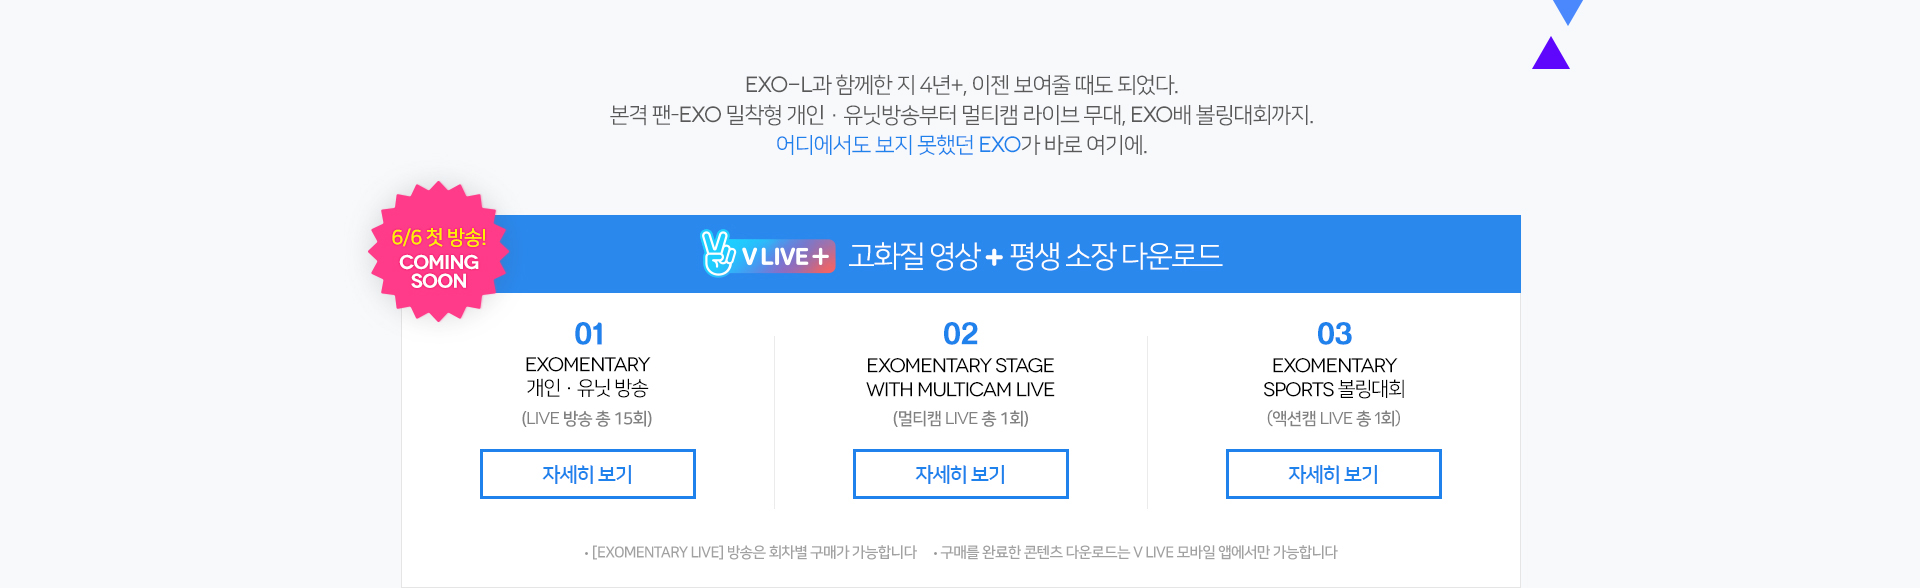 EXO-L과 함께한 지 4년+, 이젠 보여줄 때도 되었다.
본격 팬-EXO 밀착형 개인 · 유닛방송부터 멀티캠 라이브 무대, EXO배 볼링대회까지.
어디에서도 보지 못했던 EXO가 바로 여기에.
6/6 첫 방송!
COMING
SOON
V LIVE+ 고화질 영상 + 평생 소장 다운로드
01
EXOMENTARY
개인 · 유닛 방송
(LIVE 방송 총 15회)
자세히 보기
02
EXOMENTARY STAGE
WITH MULTICAM LIVE
(멀티캠 LIVE 총 1회)
자세히 보기
03
EXOMENTARY
SPORTS 볼링대회
(액션캠 LIVE 총 1회)
자세히 보기
• [EXOMENTARY LIVE] 방송은 회차별 구매가 가능합니다 • 구매를 완료한 콘텐츠 다운로드는 V LIVE 모바일 앱에서만 가능합니다